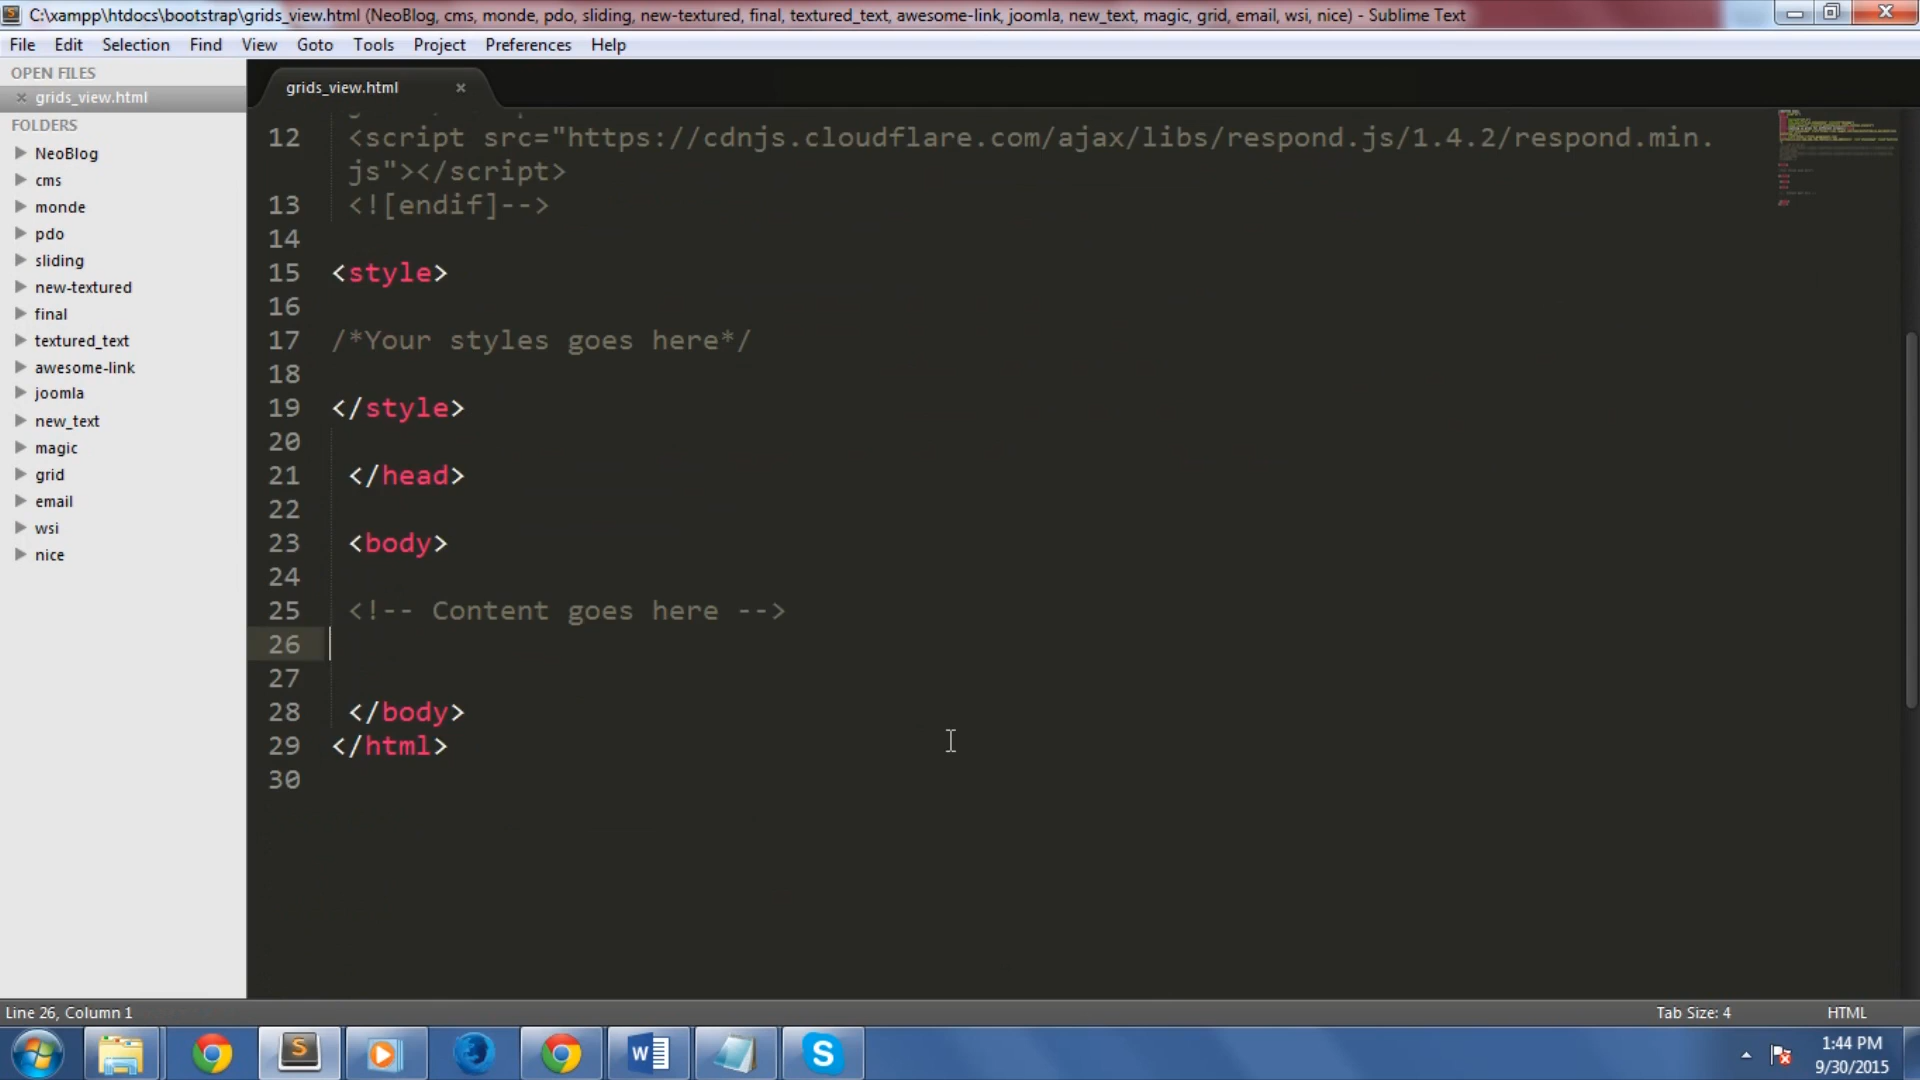 C:\xampp\htdocs\bootstrap\grids_view.html (NeoBlog, cms, monde, pdo, sliding, new-textured, final, textured_text, awesome-link, joomla, new_text, magic, grid, email, wsi, nice) - Sublime Text
File Edit Selection Find View Goto Tools Project Preferences Help
OPEN FILES
grids_view.html
FOLDERS
NeoBlog
cms
monde
pdo
sliding
new-textured
final
textured_text
awesome-link
joomla
new_text
magic
grid
email
wsi
nice
grids_view.html
12 <script src="https://cdnjs.cloudflare.com/ajax/libs/respond.js/1.4.2/respond.min.
js"></script>
13 <![endif]-->
14
15 <style>
16
17 /*Your styles goes here*/
18
19 </style>
20
21 </head>
22
23 <body>
24
25 <!-- Content goes here -->
26
27
28 </body>
29 </html>
30
Line 26, Column 1
Tab Size: 4
HTML
1:44 PM
9/30/2015